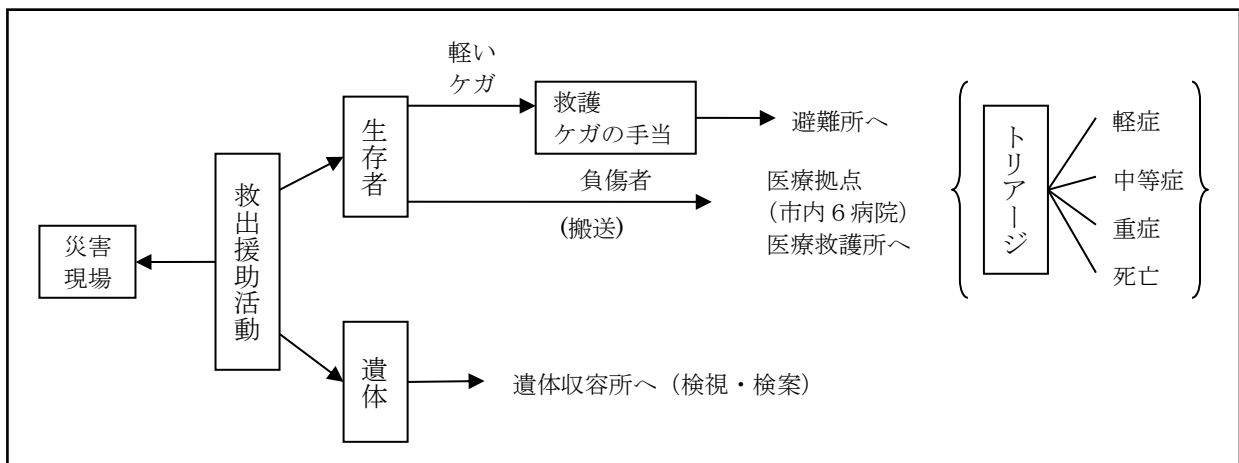 災害
現場
救出援助活動
生存者
軽い
ケガ
救護
ケガの手当
避難所へ
負傷者
(搬送)
医療拠点
（市内６病院）
医療救護所へ
トリアージ
軽症
中等症
重症
死亡
遺体
遺体収容所へ（検視・検案）